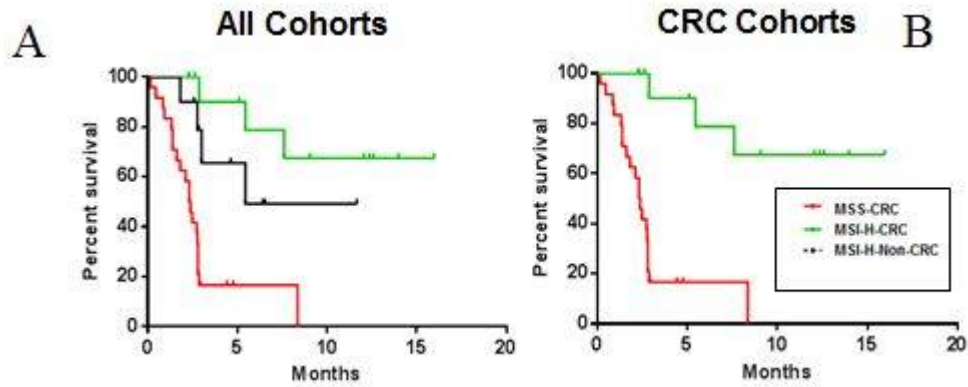 A
All Cohorts
Percent survival
100
80
60
40
20
0
0 5 10 15 20
Months
CRC Cohorts
B
Percent survival
100
80
60
40
20
0
0 5 10 15 20
Months
MSS-CRC
MSI-H-CRC
MSI-H-Non-CRC